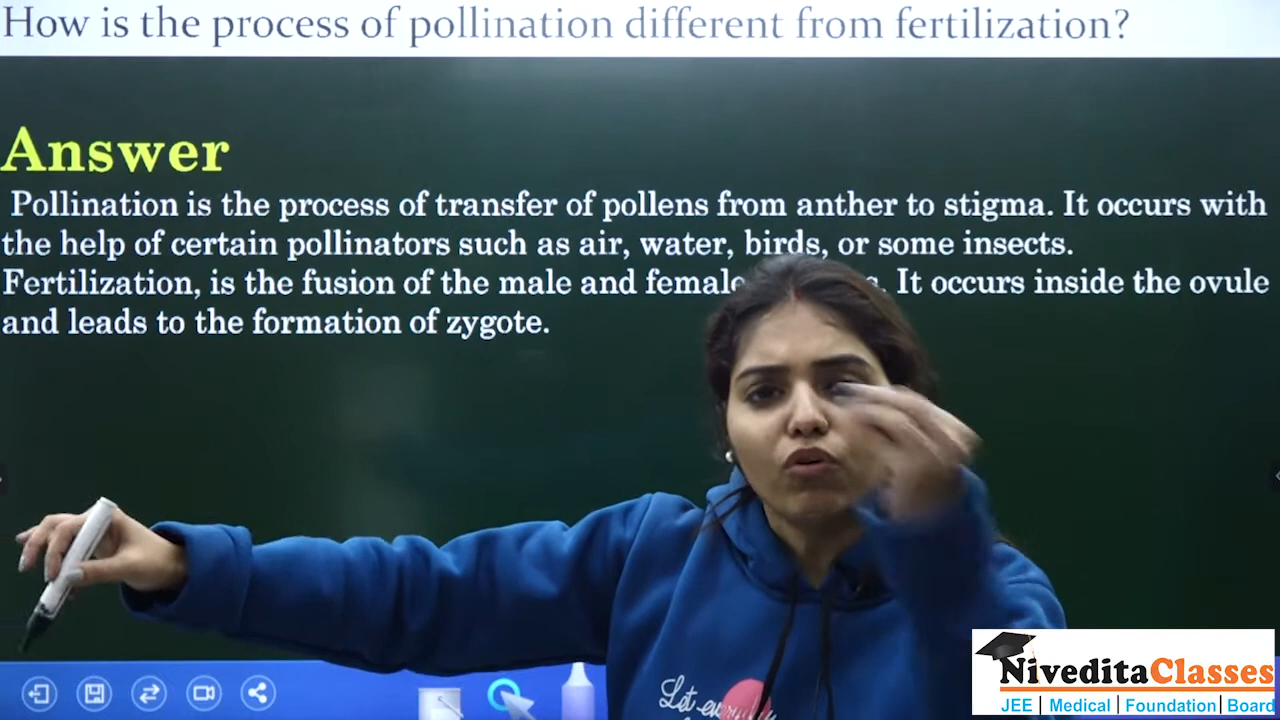 How is the process of pollination different from fertilization?
Answer
Pollination is the process of transfer of pollens from anther to stigma. It occurs with
the help of certain pollinators such as air, water, birds, or some insects.
Fertilization, is the fusion of the male and female It occurs inside the ovule
and leads to the formation of zygote.
Let
NiveditaClasses
JEE | Medical | Foundation | Board